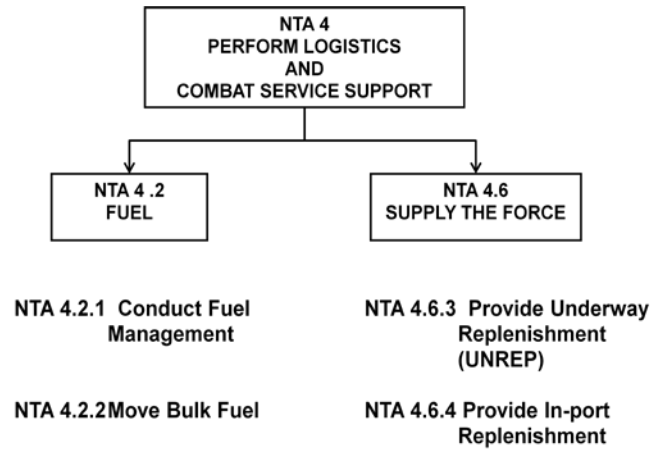 NTA 4
PERFORM LOGISTICS
AND
COMBAT SERVICE SUPPORT
NTA 4 .2
FUEL
NTA 4.6
SUPPLY THE FORCE
NTA 4.2.1 Conduct Fuel
Management
NTA 4.2.2Move Bulk Fuel
NTA 4.6.3 Provide Underway
Replenishment
(UNREP)
NTA 4.6.4 Provide In-port
Replenishment